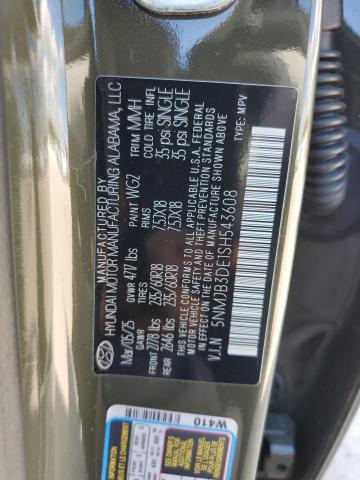 MANUFACTURED BY
HYUNDAI MOTOR MANUFACTURING ALABAMA, LLC
Mar/05/25 PAINT WG2 TRIM MMH
GVWR 4771 lbs
GAWR RIMS COLD TIRE INFL
FRONT 2778 lbs 235/60R18 7.5JX18 35 psi SINGLE
2646 lbs 235/60R18 7.5JX18 35 psi SINGLE
THIS VEHICLE CONFORMS TO ALL APPLICABLE U.S.A. FEDERAL
MOTOR VEHICLE SAFETY, BUMPER, AND THEFT PREVENTION STANDARDS
IN EFFECT ON THE DATE OF MANUFACTURE SHOWN ABOVE.
V.I.N 5NMJB3DE1SH543608 TYPE: MPV
W410